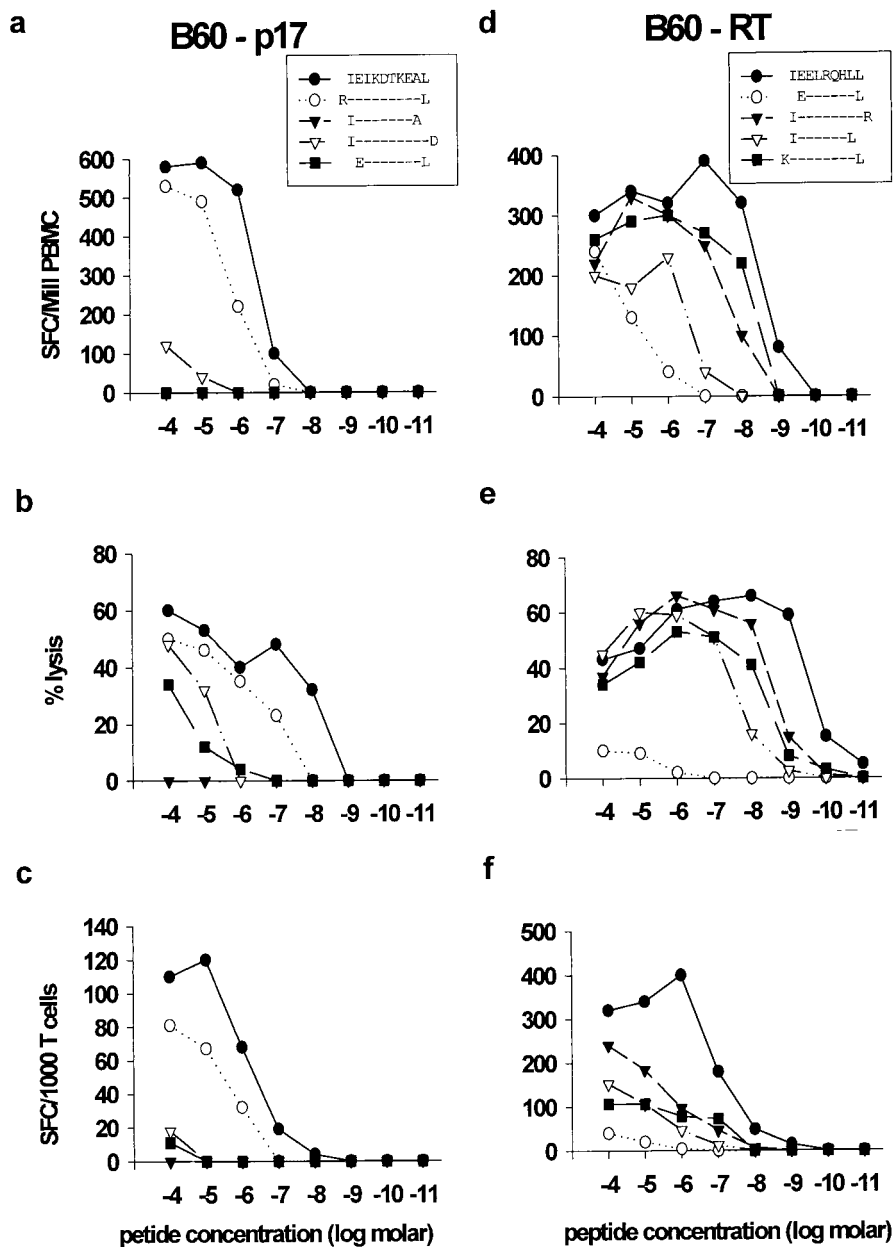 a
B60 - p17
IEIKDTKEAL
R--------L
I-------A
I---------D
E-------L
SFC/Mill PBMC
600
500
400
300
200
100
0
-4 -5 -6 -7 -8 -9 -10 -11
b
% lysis
80
60
40
20
0
-4 -5 -6 -7 -8 -9 -10 -11
c
SFC/1000 T cells
140
120
100
80
60
40
20
0
-4 -5 -6 -7 -8 -9 -10 -11
petide concentration (log molar)
d
B60 - RT
IEELRQHLL
E------L
I--------R
I------L
K--------L
400
300
200
100
0
-4 -5 -6 -7 -8 -9 -10 -11
e
80
60
40
20
0
-4 -5 -6 -7 -8 -9 -10 -11
f
500
400
300
200
100
0
-4 -5 -6 -7 -8 -9 -10 -11
peptide concentration (log molar)